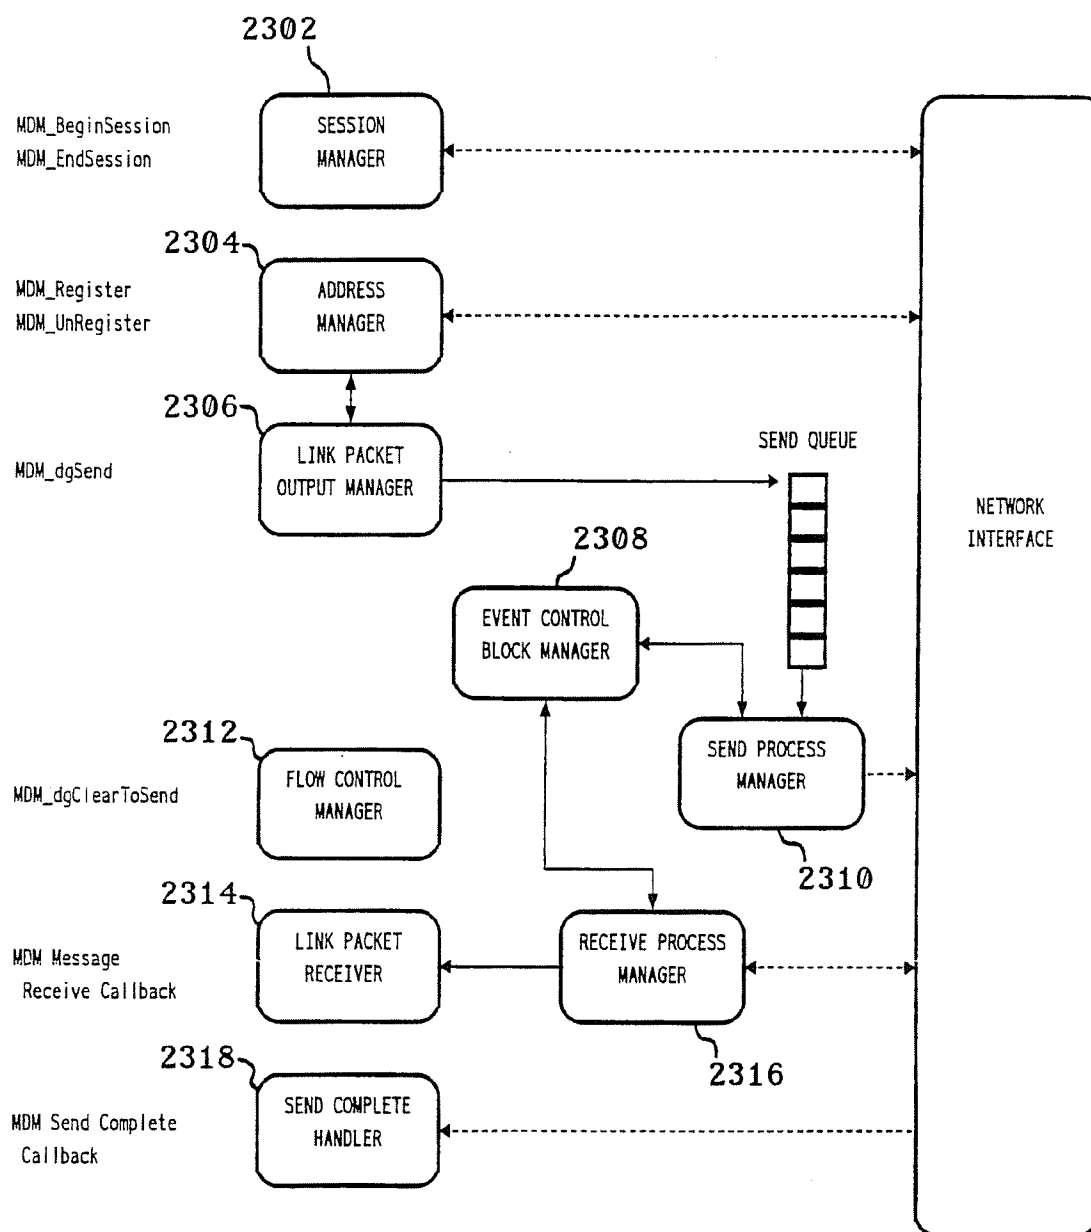 2302
MDM_BeginSession
MDM_EndSession
SESSION
MANAGER
2304
MDM_Register
MDM_UnRegister
ADDRESS
MANAGER
2306
MDM_dgSend
LINK PACKET
OUTPUT MANAGER
SEND QUEUE
NETWORK
INTERFACE
2308
EVENT CONTROL
BLOCK MANAGER
2312
MDM_dgClearToSend
FLOW CONTROL
MANAGER
SEND PROCESS
MANAGER
2310
2314
MDM Message
Receive Callback
LINK PACKET
RECEIVER
RECEIVE PROCESS
MANAGER
2316
2318
MDM Send Complete
Callback
SEND COMPLETE
HANDLER